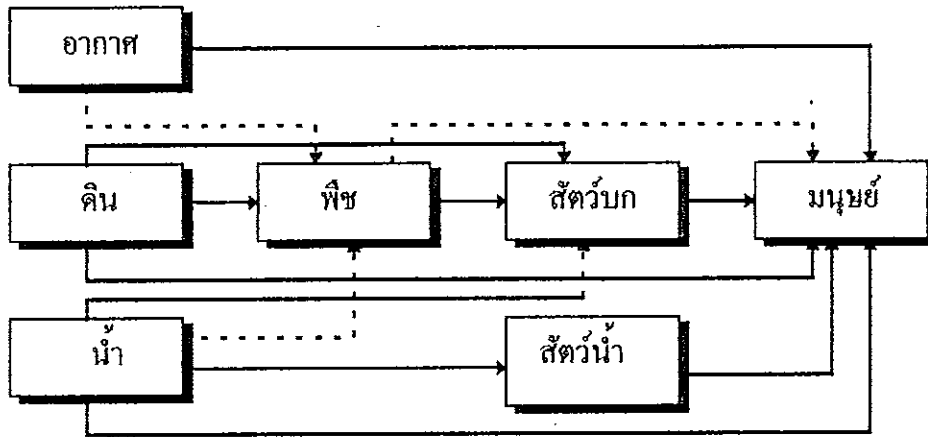 อากาศ
ดิน
พืช
สัตว์บก
มนุษย์
น้ำ
สัตว์น้ำ